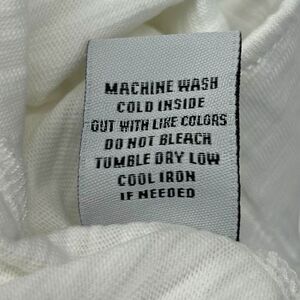 MACHINE WASH
COLD INSIDE
OUT WITH LIKE COLORS
DO NOT BLEACH
TUMBLE DRY LOW
COOL IRON
IF NEEDED